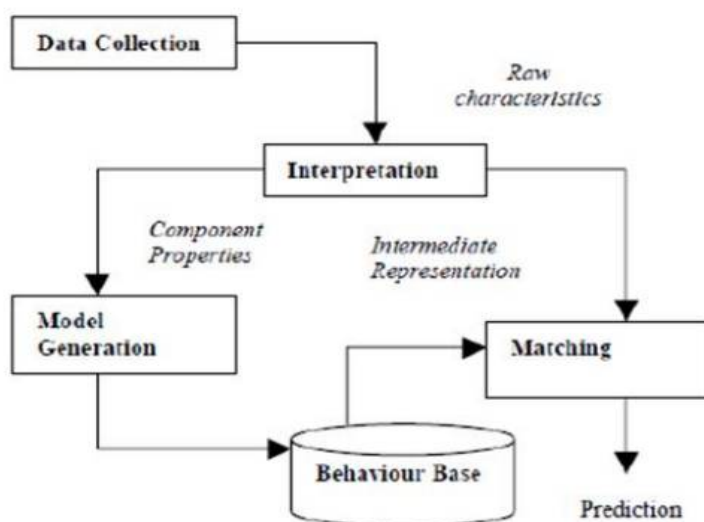 Data Collection
Raw
characteristics
Interpretation
Component
Properties
Intermediate
Representation
Model
Generation
Matching
Behaviour Base
Prediction